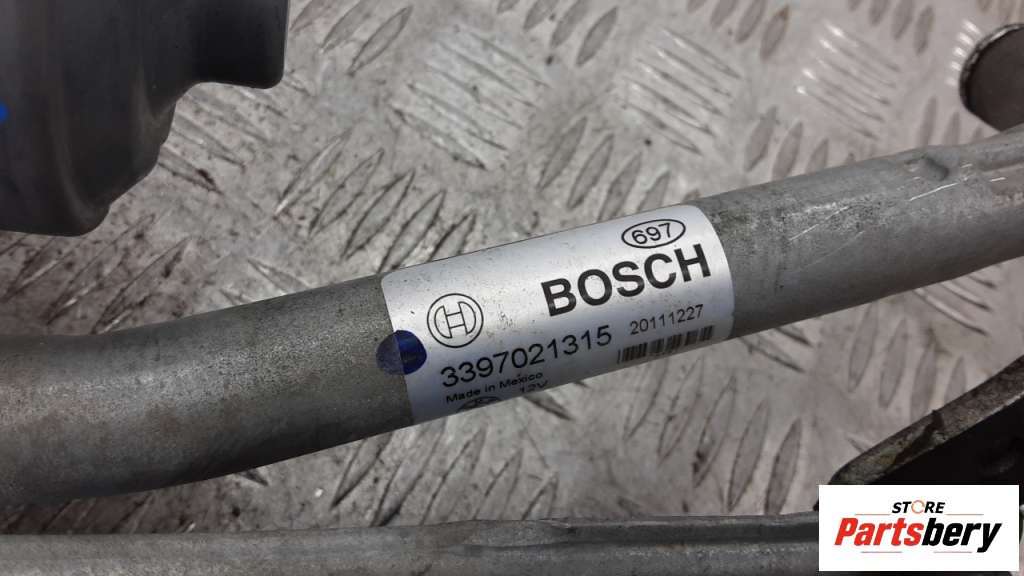 697
BOSCH
H
3397021315 20111227
Made in Mexico
12V
STORE
Partsbery